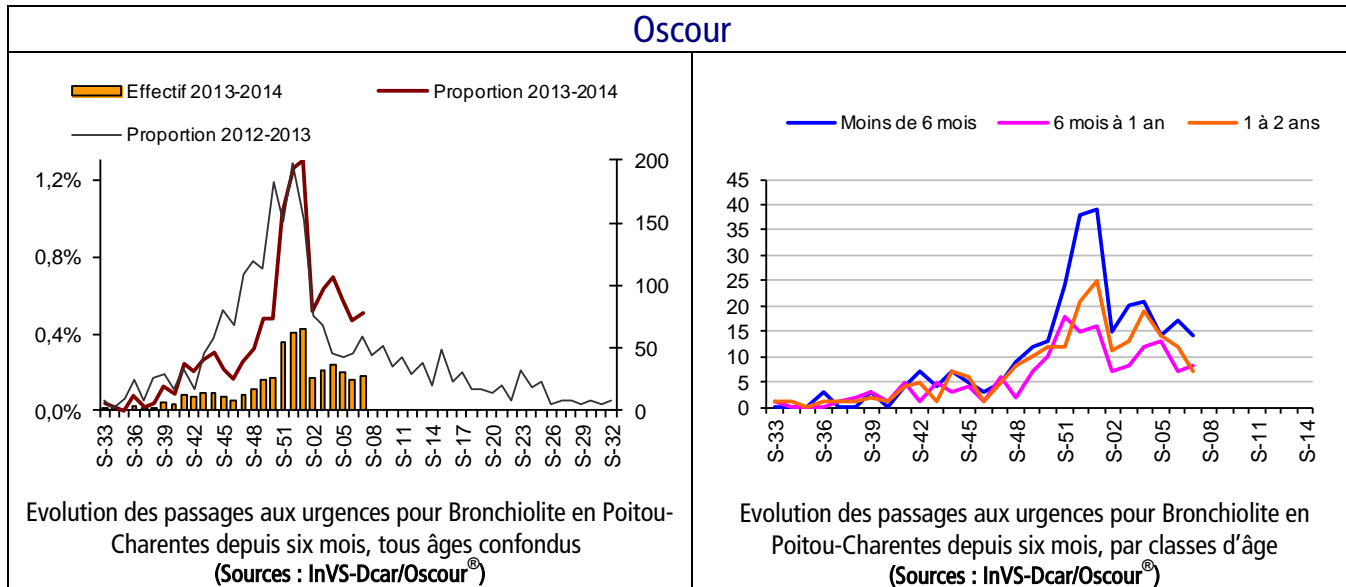 Oscour
Effectif 2013-2014
Proportion 2013-2014
Proportion 2012-2013
1,2%
0,8%
0,4%
0,0%
200
150
100
50
0
S-33
S-36
S-39
S-42
S-45
S-48
S-51
S-02
S-05
S-08
S-11
S-14
S-17
S-20
S-23
S-26
S-29
S-32
Evolution des passages aux urgences pour Bronchiolite en Poitou-
Charentes depuis six mois, tous âges confondus
(Sources : InVS-Dcar/Oscour®)
Moins de 6 mois
6 mois à 1 an
1 à 2 ans
45
40
35
30
25
20
15
10
5
0
S-33
S-36
S-39
S-42
S-45
S-48
S-51
S-02
S-05
S-08
S-11
S-14
Evolution des passages aux urgences pour Bronchiolite en
Poitou-Charentes depuis six mois, par classes d’âge
(Sources : InVS-Dcar/Oscour®)